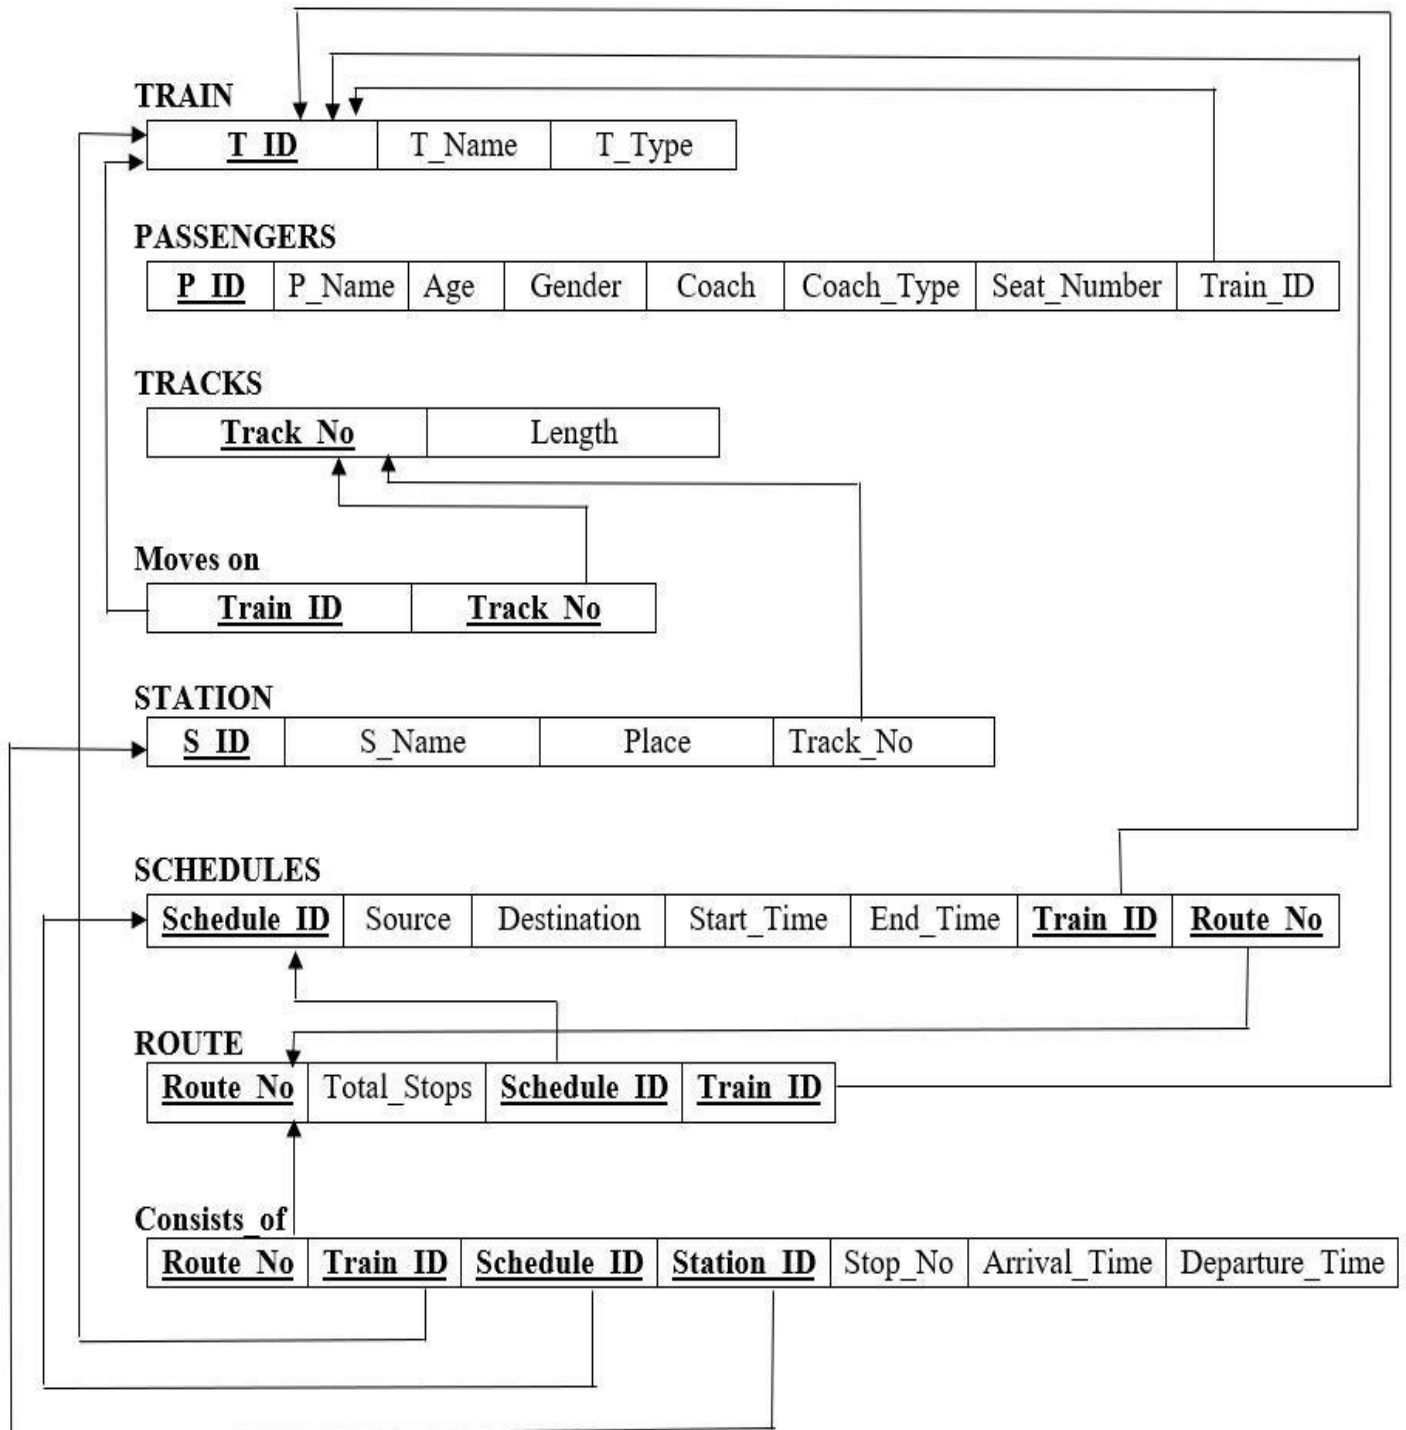 TRAIN
T_ID T_Name T_Type
PASSENGERS
P_ID P_Name Age Gender Coach Coach_Type Seat_Number Train_ID
TRACKS
Track_No Length
Moves on
Train_ID Track_No
STATION
S_ID S_Name Place Track_No
SCHEDULES
Schedule_ID Source Destination Start_Time End_Time Train_ID Route_No
ROUTE
Route_No Total_Stops Schedule_ID Train_ID
Consists_of
Route_No Train_ID Schedule_ID Station_ID Stop_No Arrival_Time Departure_Time